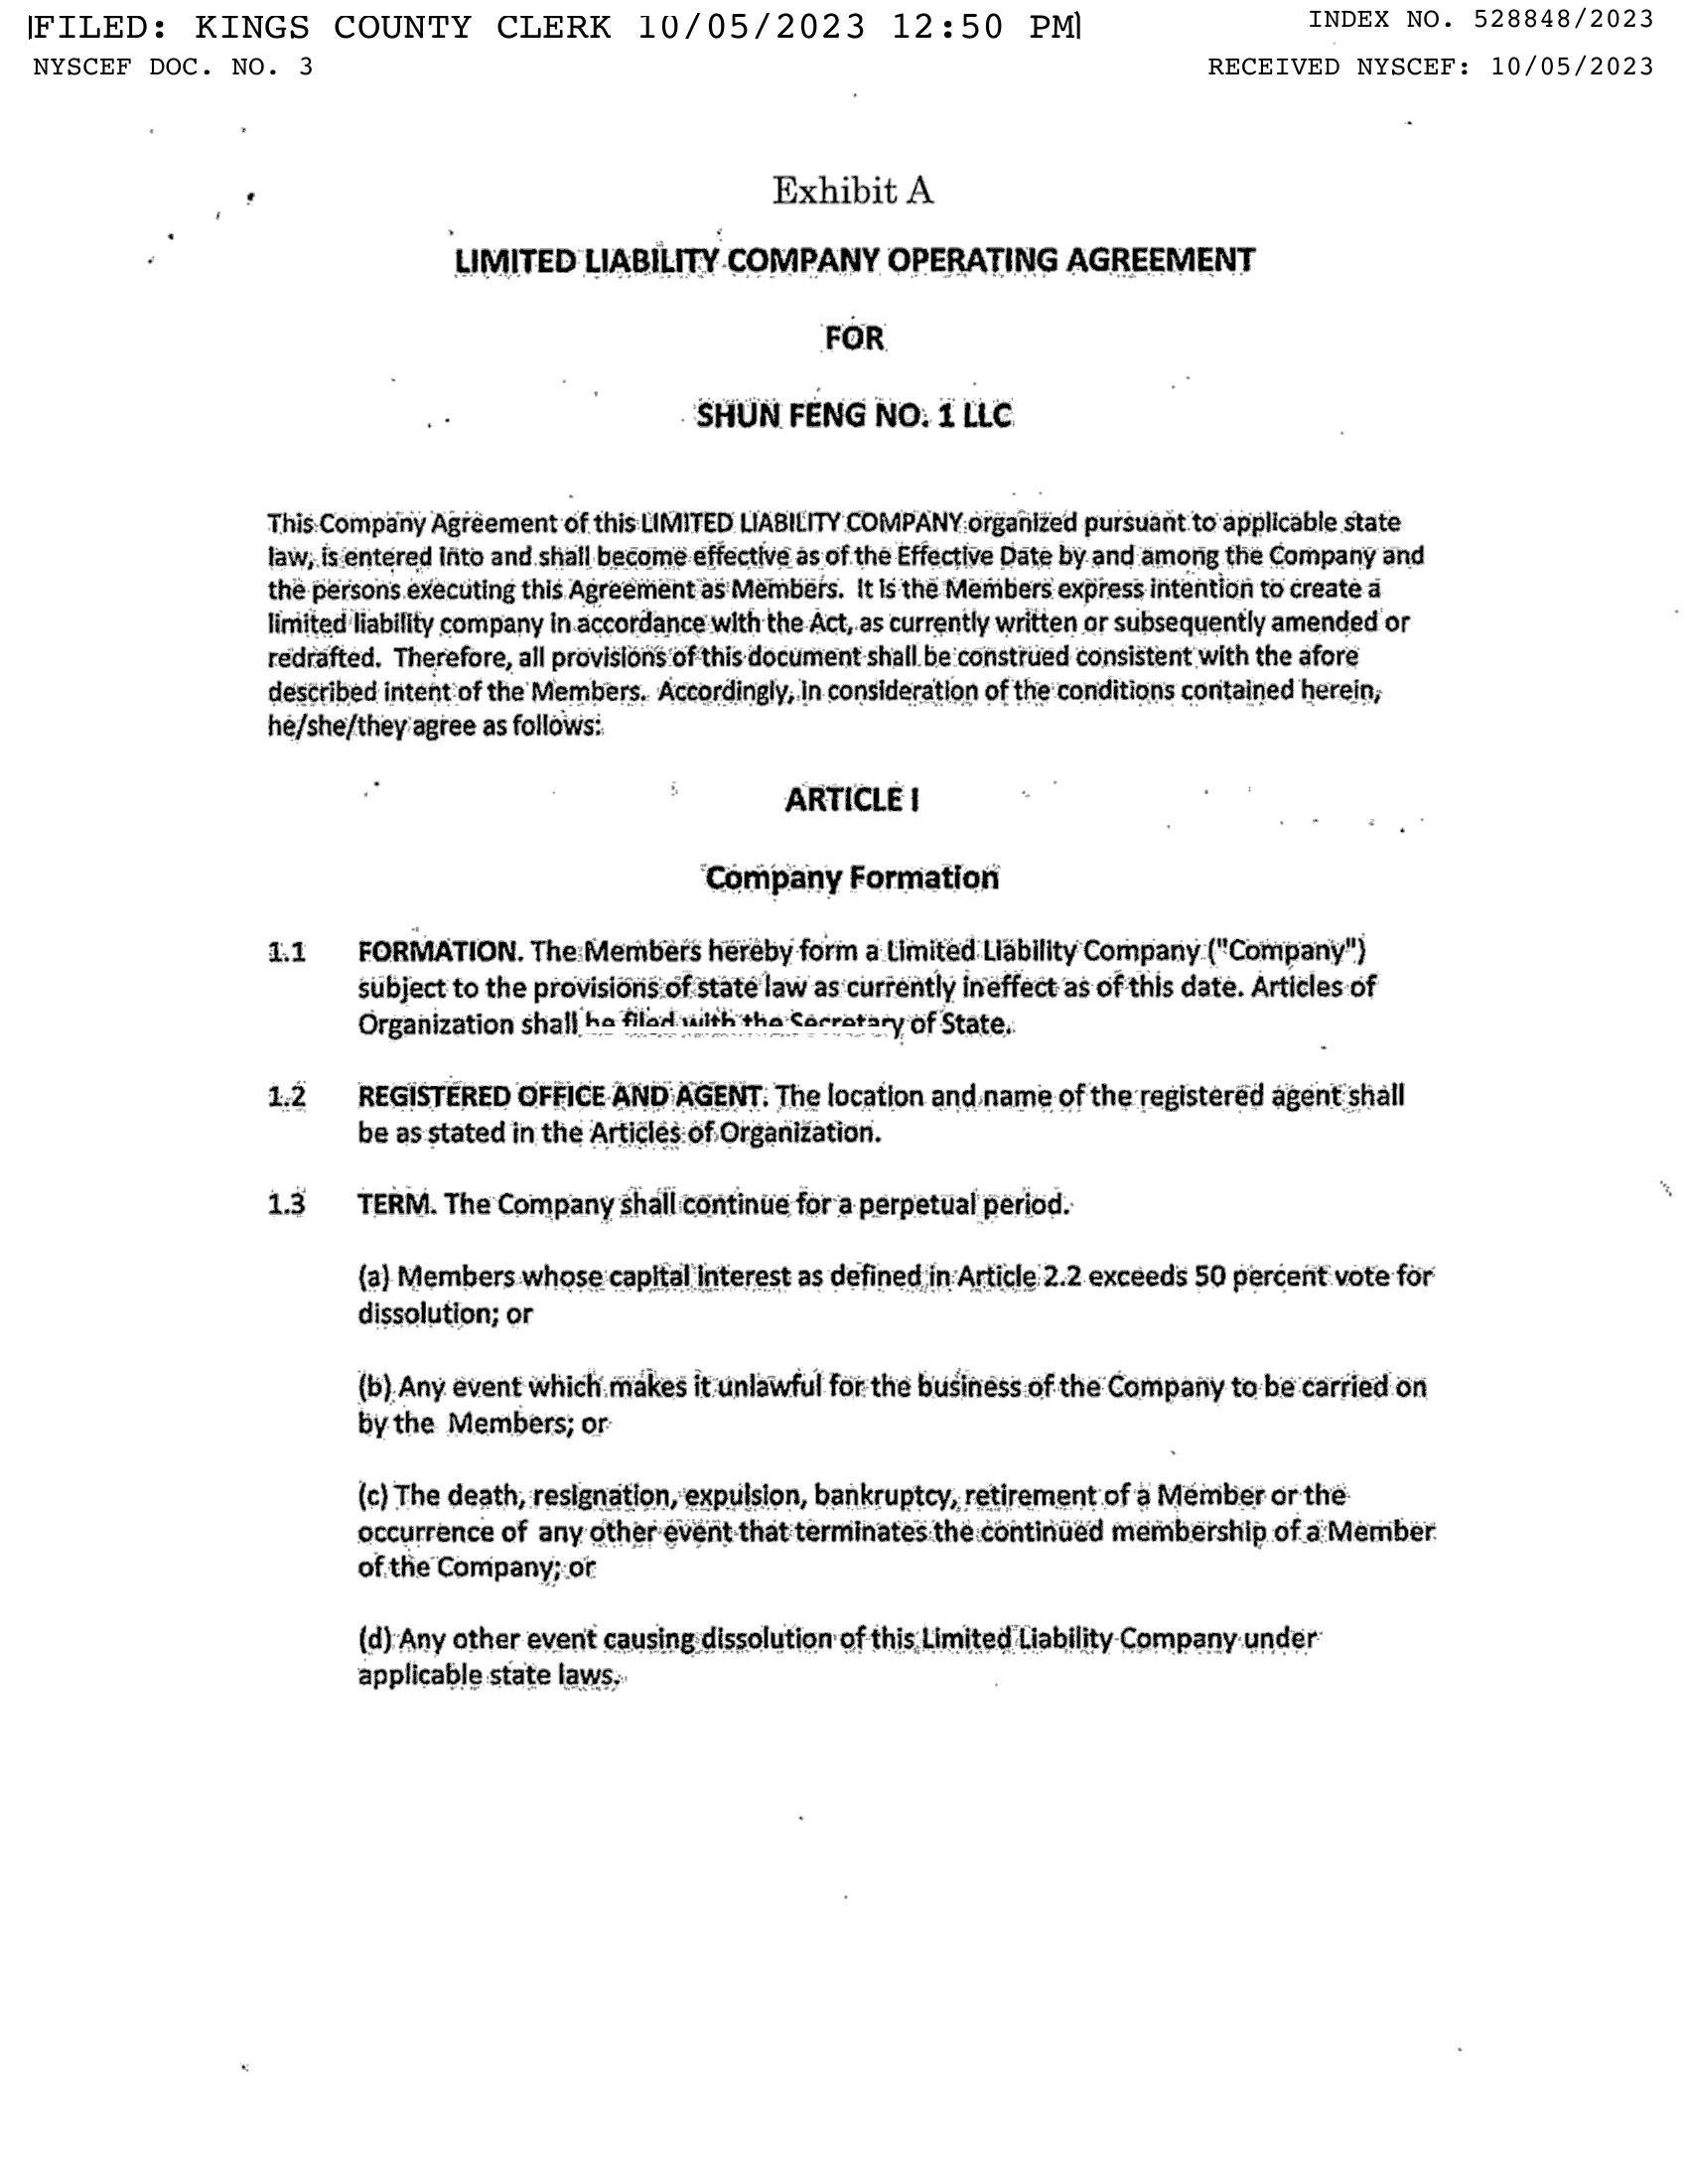 FILED: KINGS COUNTY CLERK 10/05/2023 12:50 PM
INDEX NO. 528848/2023
NYSCEF DOC. NO. 3
RECEIVED NYSCEF: 10/05/2023
Exhibit A
LIMITED LIABILITY COMPANY OPERATING AGREEMENT
FOR
SHUN FENG NO. 1 LLC
This Company Agreement of this LIMITED LIABILITY COMPANY organized pursuant to applicable state
law, is entered into and shall become effective as of the Effective Date by and among the Company and
the persons executing this Agreement as Members. It is the Members express intention to create a
limited liability company in accordance with the Act, as currently written or subsequently amended or
redrafted. Therefore, all provisions of this document shall be construed consistent with the afore
described intent of the Members. Accordingly, in consideration of the conditions contained herein,
he/she/they agree as follows:
ARTICLE I
Company Formation
1.1 FORMATION. The Members hereby form a Limited Liability Company ("Company")
subject to the provisions of state law as currently in effect as of this date. Articles of
Organization shall be filed with the Secretary of State.
1.2 REGISTERED OFFICE AND AGENT. The location and name of the registered agent shall
be as stated in the Articles of Organization.
1.3 TERM. The Company shall continue for a perpetual period.
(a) Members whose capital interest as defined in Article 2.2 exceeds 50 percent vote for
dissolution; or
(b) Any event which makes it unlawful for the business of the Company to be carried on
by the Members; or
(c) The death, resignation, expulsion, bankruptcy, retirement of a Member or the
occurrence of any other event that terminates the continued membership of a Member
of the Company; or
(d) Any other event causing dissolution of this Limited Liability Company under
applicable state laws.